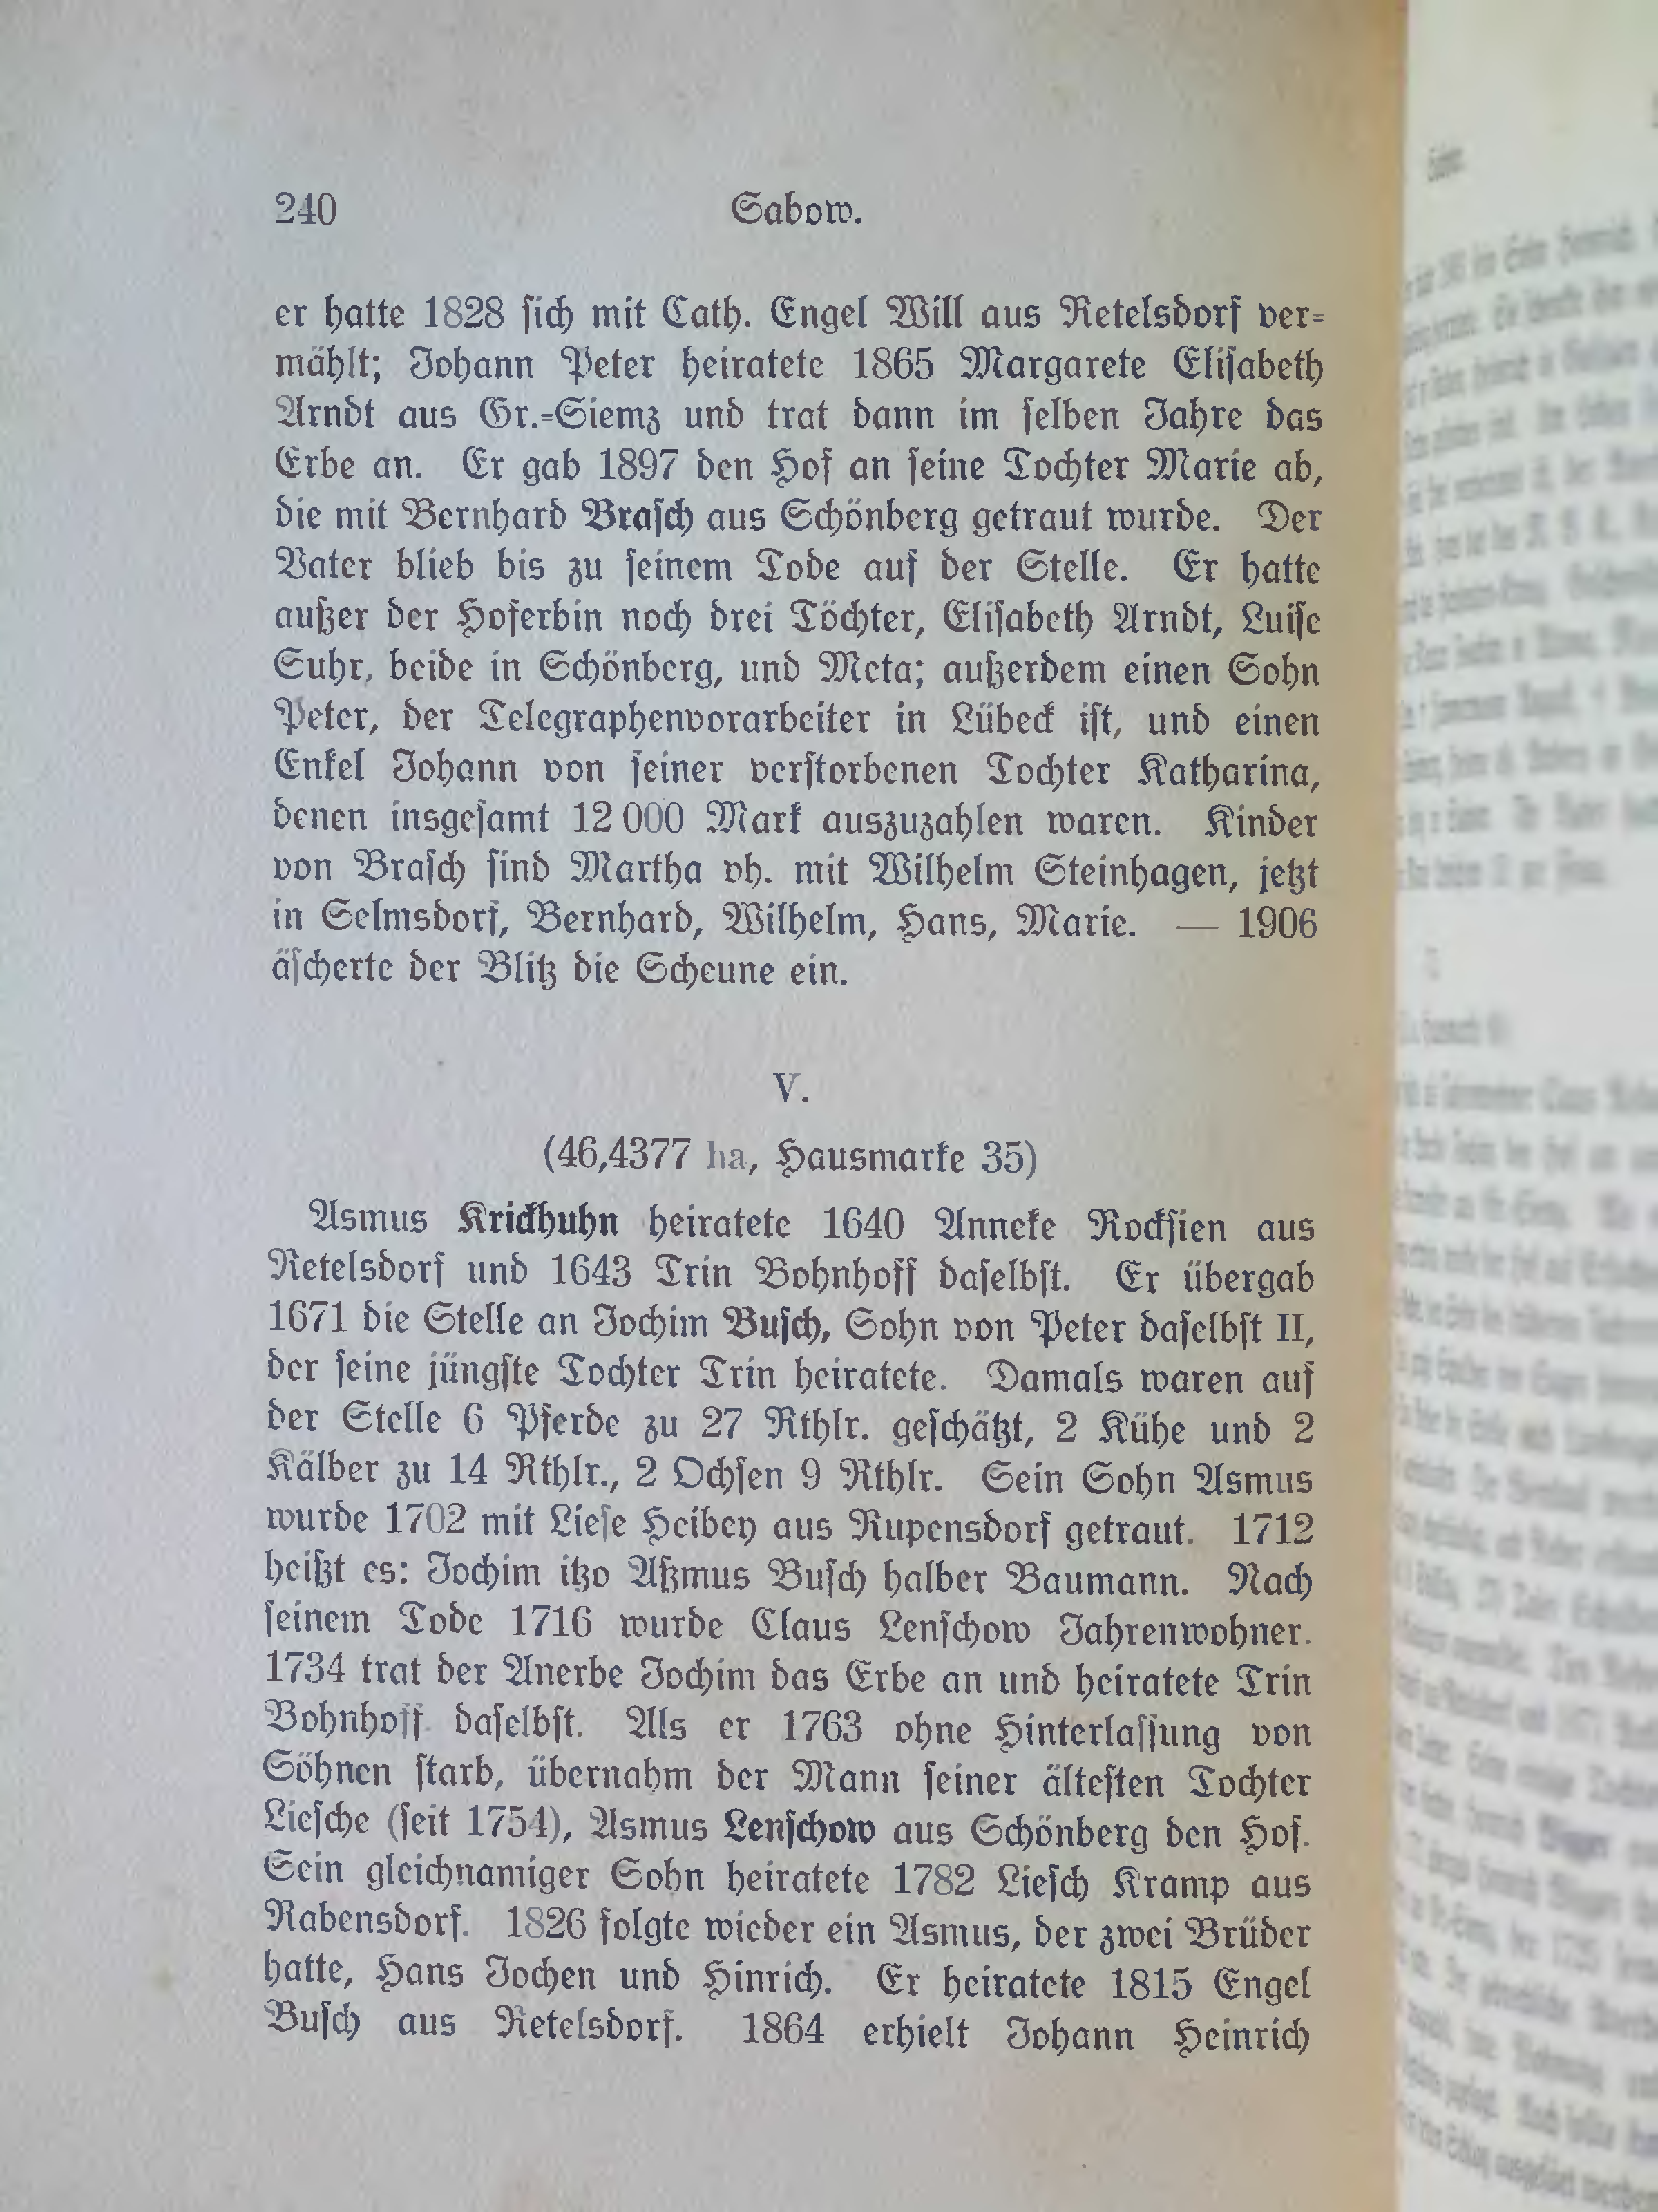 240
Sabow.
er hatte 1828 sich mit Cath. Engel Will aus Retelsdorf ver=
mählt; Johann Peter heiratete 1865 Margarete Elisabeth
Arndt aus Gr.=Siemz und trat dann im selben Jahre das
Erbe an. Er gab 1897 den Hof an seine Tochter Marie ab,
die mit Bernhard Brasch aus Schönberg getraut wurde. Der
Vater blieb bis zu seinem Tode auf der Stelle. Er hatte
außer der Hoferbin noch drei Töchter, Elisabeth Arndt, Luise
Suhr, beide in Schönberg, und Meta; außerdem einen Sohn
Peter, der Telegraphenvorarbeiter in Lübeck ist, und einen
Enkel Johann von seiner verstorbenen Tochter Katharina,
denen insgesamt 12 000 Mark auszuzahlen waren. Kinder
von Brasch sind Martha vh. mit Wilhelm Steinhagen, jetzt
in Selmsdorf, Bernhard, Wilhelm, Hans, Marie. — 1906
äscherte der Blitz die Scheune ein.
V.
(46,4377 ha, Hausmarke 35)
Asmus Krickhuhn heiratete 1640 Anneke Rocksien aus
Retelsdorf und 1643 Trin Bohnhoff daselbst. Er übergab
1671 die Stelle an Jochim Busch, Sohn von Peter daselbst II,
der seine jüngste Tochter Trin heiratete. Damals waren auf
der Stelle 6 Pferde zu 27 Rthlr. geschätzt, 2 Kühe und 2
Kälber zu 14 Rthlr., 2 Ochsen 9 Rthlr. Sein Sohn Asmus
wurde 1702 mit Liese Heibey aus Rupensdorf getraut. 1712
heißt es: Jochim itzo Aßmus Busch halber Baumann. Nach
seinem Tode 1716 wurde Claus Lenschow Jahrenwohner.
1734 trat der Anerbe Jochim das Erbe an und heiratete Trin
Bohnhoff daselbst. Als er 1763 ohne Hinterlassung von
Söhnen starb, übernahm der Mann seiner ältesten Tochter
Liesche (seit 1754), Asmus Lenschow aus Schönberg den Hof.
Sein gleichnamiger Sohn heiratete 1782 Liesch Kramp aus
Rabensdorf. 1826 folgte wieder ein Asmus, der zwei Brüder
hatte, Hans Jochen und Hinrich. Er heiratete 1815 Engel
Busch aus Retelsdorf. 1864 erhielt Johann Heinrich